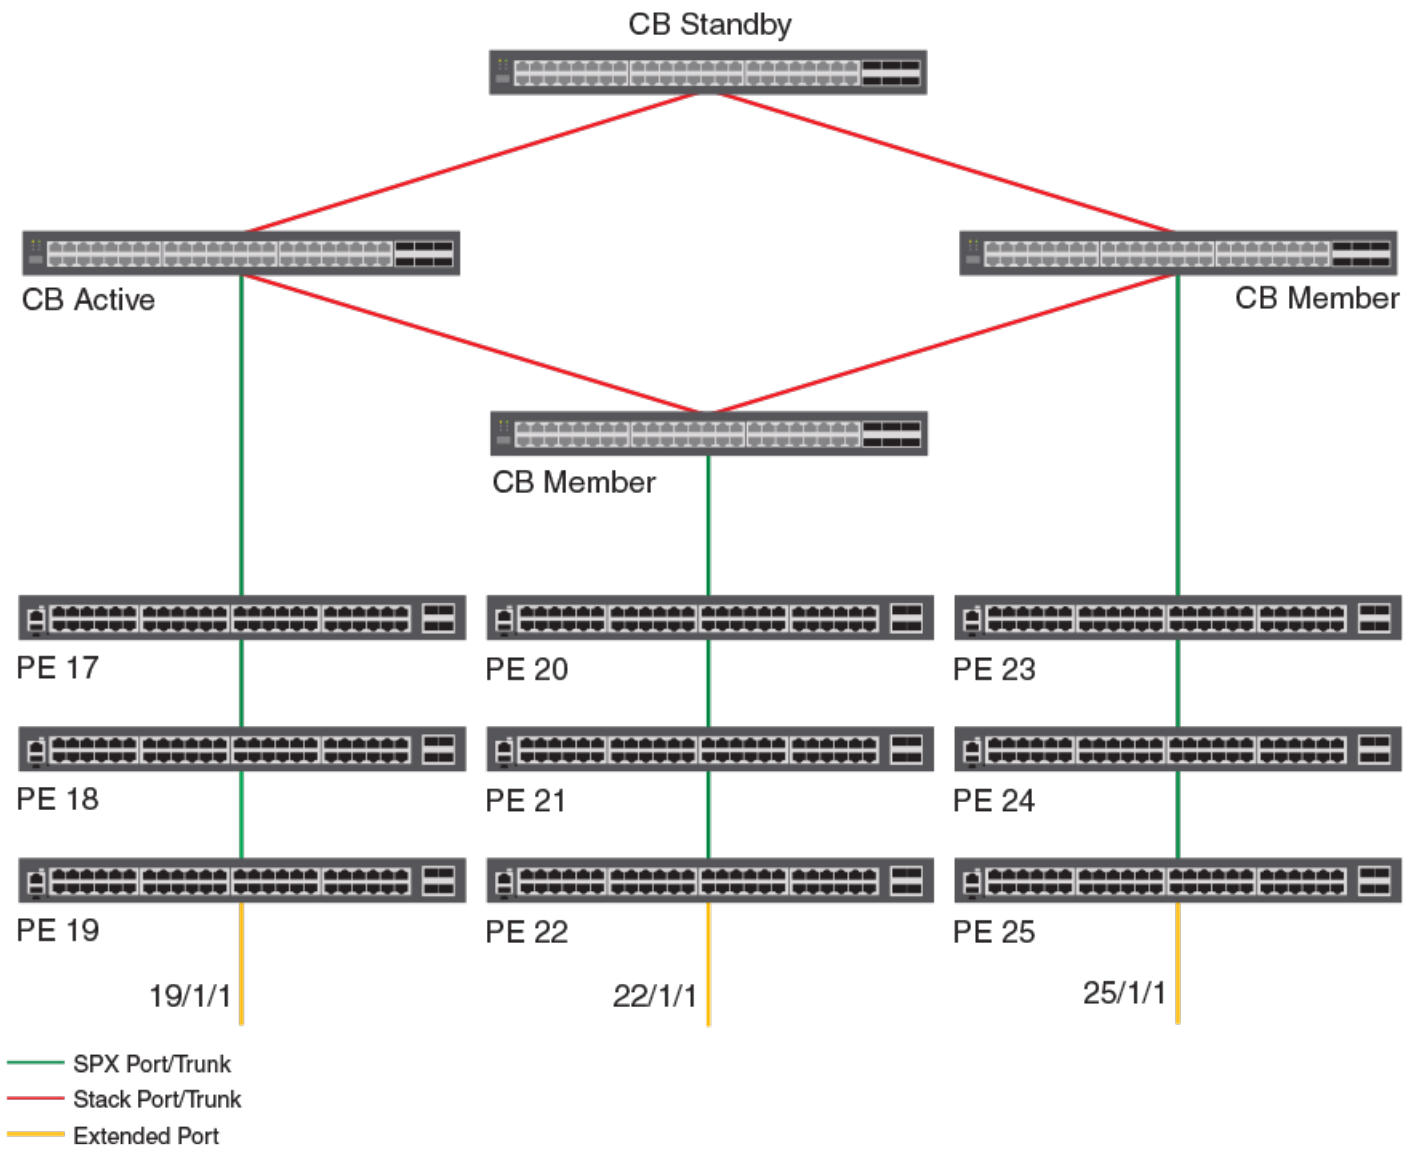 CB Standby
CB Active
CB Member
CB Member
PE 17
PE 20
PE 23
PE 18
PE 21
PE 24
PE 19
PE 22
PE 25
19/1/1
22/1/1
25/1/1
SPX Port/Trunk
Stack Port/Trunk
Extended Port